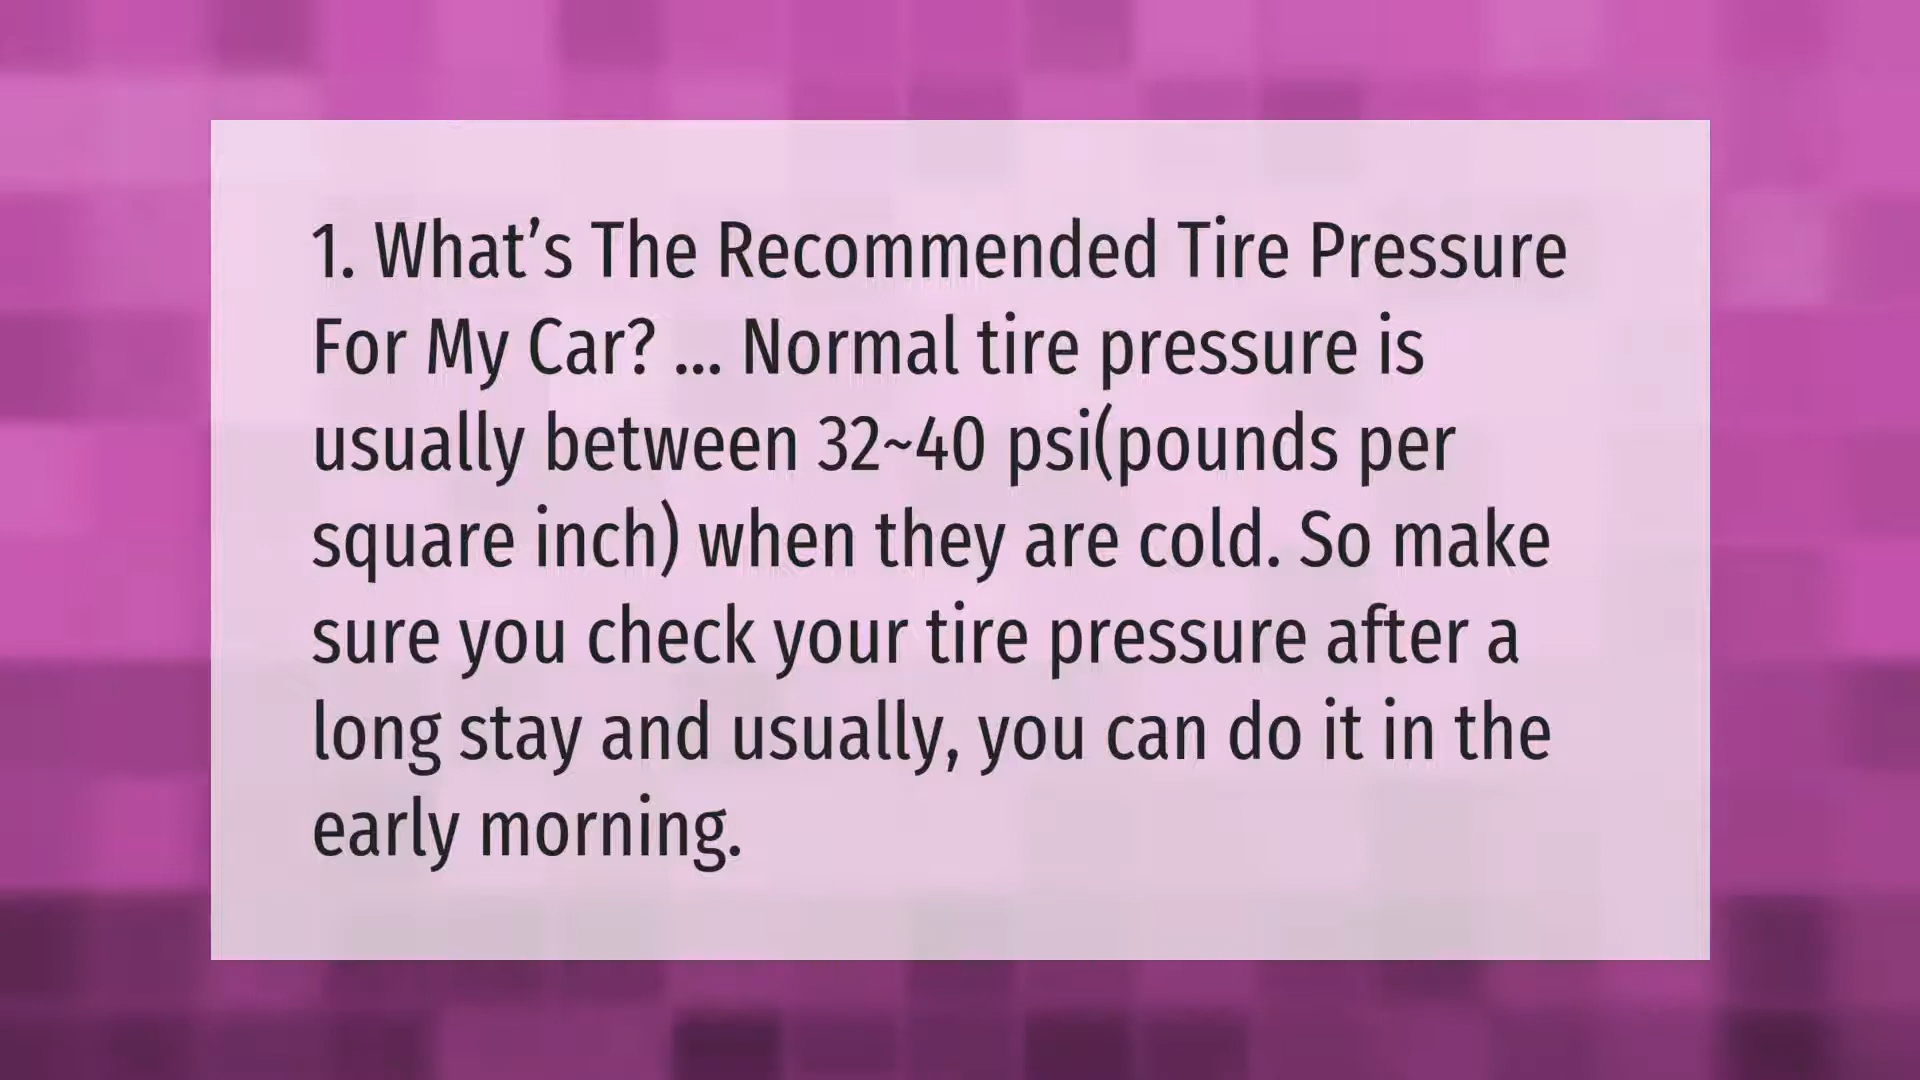 1. What’s The Recommended Tire Pressure
For My Car? ... Normal tire pressure is
usually between 32~40 psi(pounds per
square inch) when they are cold. So make
sure you check your tire pressure after a
long stay and usually, you can do it in the
early morning.